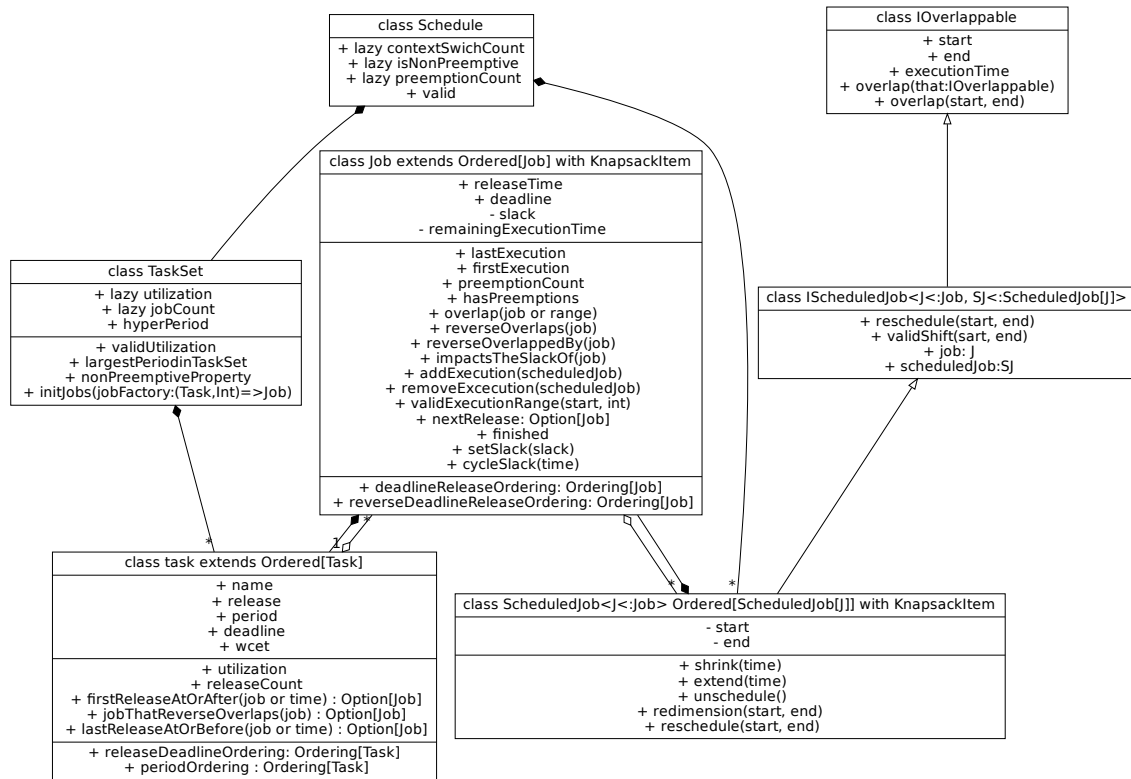 class Schedule
+ lazy contextSwichCount
+ lazy isNonPreemptive
+ lazy preemptionCount
+ valid
class IOverlappable
+ start
+ end
+ executionTime
+ overlap(that:IOverlappable)
+ overlap(start, end)
class Job extends Ordered[Job] with KnapsackItem
+ releaseTime
+ deadline
- slack
- remainingExecutionTime
+ lastExecution
+ firstExecution
+ preemptionCount
+ hasPreemptions
+ overlap(job or range)
+ reverseOverlaps(job)
+ reverseOverlappedBy(job)
+ impactsTheSlackOf(job)
+ addExecution(scheduledJob)
+ removeExcecution(scheduledJob)
+ validExecutionRange(start, int)
+ nextRelease: Option[Job]
+ finished
+ setSlack(slack)
+ cycleSlack(time)
+ deadlineReleaseOrdering: Ordering[Job]
+ reverseDeadlineReleaseOrdering: Ordering[Job]
class TaskSet
+ lazy utilization
+ lazy jobCount
+ hyperPeriod
+ validUtilization
+ largestPeriodinTaskSet
+ nonPreemptiveProperty
+ initJobs(jobFactory:(Task,Int)=>Job)
class IScheduledJob<J<:Job, SJ<:ScheduledJob[J]>
+ reschedule(start, end)
+ validShift(sart, end)
+ job: J
+ scheduledJob:SJ
*
1
*
*
*
class task extends Ordered[Task]
+ name
+ release
+ period
+ deadline
+ wcet
+ utilization
+ releaseCount
+ firstReleaseAtOrAfter(job or time) : Option[Job]
+ jobThatReverseOverlaps(job) : Option[Job]
+ lastReleaseAtOrBefore(job or time) : Option[Job]
+ releaseDeadlineOrdering: Ordering[Task]
+ periodOrdering : Ordering[Task]
class ScheduledJob<J<:Job> Ordered[ScheduledJob[J]] with KnapsackItem
- start
- end
+ shrink(time)
+ extend(time)
+ unschedule()
+ redimension(start, end)
+ reschedule(start, end)